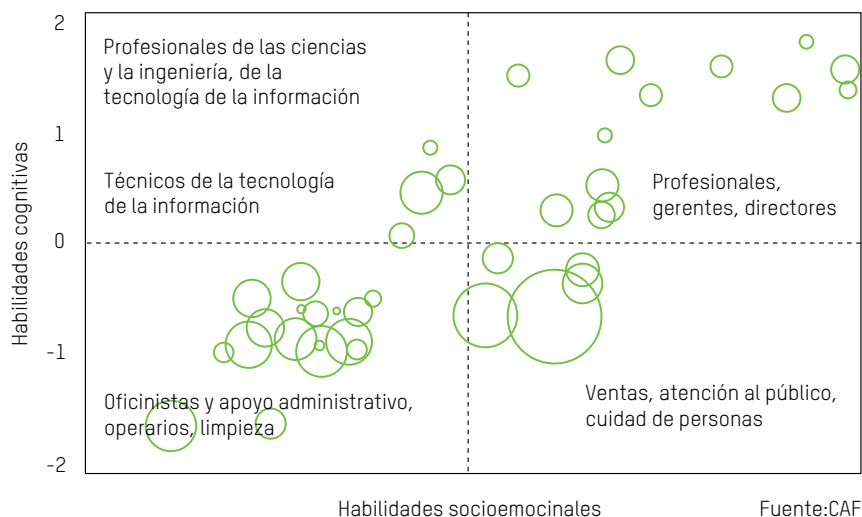 2
Profesionales de las ciencias
y la ingeniería, de la
tecnología de la información
1
Técnicos de la tecnología
de la información
Profesionales,
gerentes, directores
Habilidades cognitivas
0
-1
Oficinistas y apoyo administrativo,
operarios, limpieza
Ventas, atención al público,
cuidad de personas
-2
Habilidades socioemocinales
Fuente:CAF